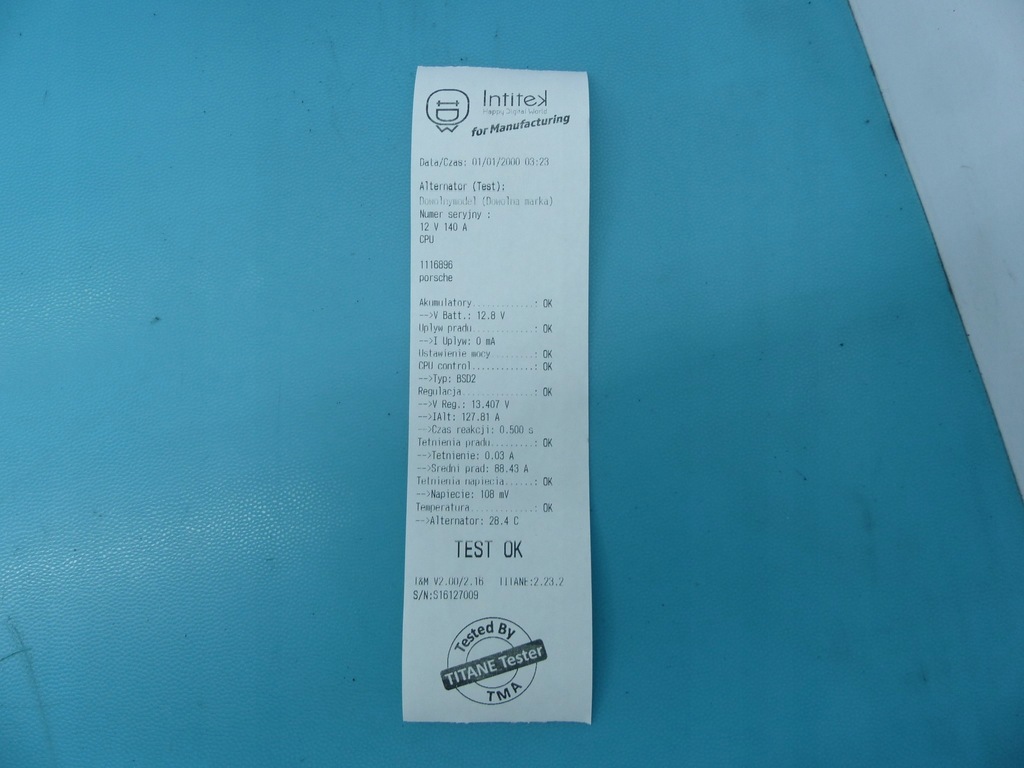 Intitek
Happy Digital World
for Manufacturing
Data/Czas: 01/01/2000 03:23
Alternator (Test):
Dowolnymodel (Dowolna marka)
Numer seryjny :
12 V 140 A
CPU
1116896
porsche
Akumulatory............: OK
-->V Batt.: 12.8 V
Uplyw pradu............: OK
-->I Uplyw: 0 mA
Ustawienie mocy........: OK
CPU control............: OK
-->Typ: BSD2
Regulacja..............: OK
-->V Reg.: 13.407 V
-->IAlt: 127.81 A
-->Czas reakcji: 0.500 s
Tetnienia pradu........: OK
-->Tetnienie: 0.03 A
-->Sredni prad: 88.43 A
Tetnienia napiecia.....: OK
-->Napiecie: 108 mV
Temperatura............: OK
-->Alternator: 28.4 C
TEST OK
T&M V2.00/2.16 TITANE:2.23.2
S/N:S16127009
Tested By
TITANE Tester
TMA